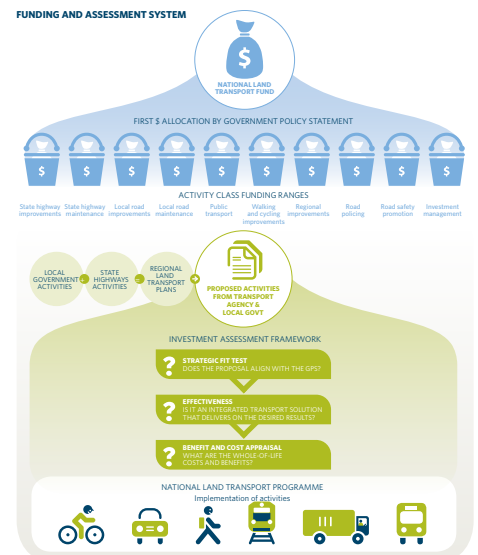 FUNDING AND ASSESSMENT SYSTEM
$
NATIONAL LAND
TRANSPORT FUND
FIRST $ ALLOCATION BY GOVERNMENT POLICY STATEMENT
$ $ $ $ $ $ $ $ $ $
ACTIVITY CLASS FUNDING RANGES
State highway
improvements
State highway
maintenance
Local road
improvements
Local road
maintenance
Public
transport
Walking
and cycling
improvements
Regional
improvements
Road
policing
Road safety
promotion
Investment
management
LOCAL
GOVERNMENT
ACTIVITIES
STATE
HIGHWAYS
ACTIVITIES
REGIONAL
LAND
TRANSPORT
PLANS
PROPOSED ACTIVITIES
FROM TRANSPORT
AGENCY &
LOCAL GOVT
INVESTMENT ASSESSMENT FRAMEWORK
?
STRATEGIC FIT TEST
DOES THE PROPOSAL ALIGN WITH THE GPS?
?
EFFECTIVENESS
IS IT AN INTEGRATED TRANSPORT SOLUTION
THAT DELIVERS ON THE DESIRED RESULTS?
?
BENEFIT AND COST APPRAISAL
WHAT ARE THE WHOLE-OF-LIFE
COSTS AND BENEFITS?
NATIONAL LAND TRANSPORT PROGRAMME
Implementation of activities